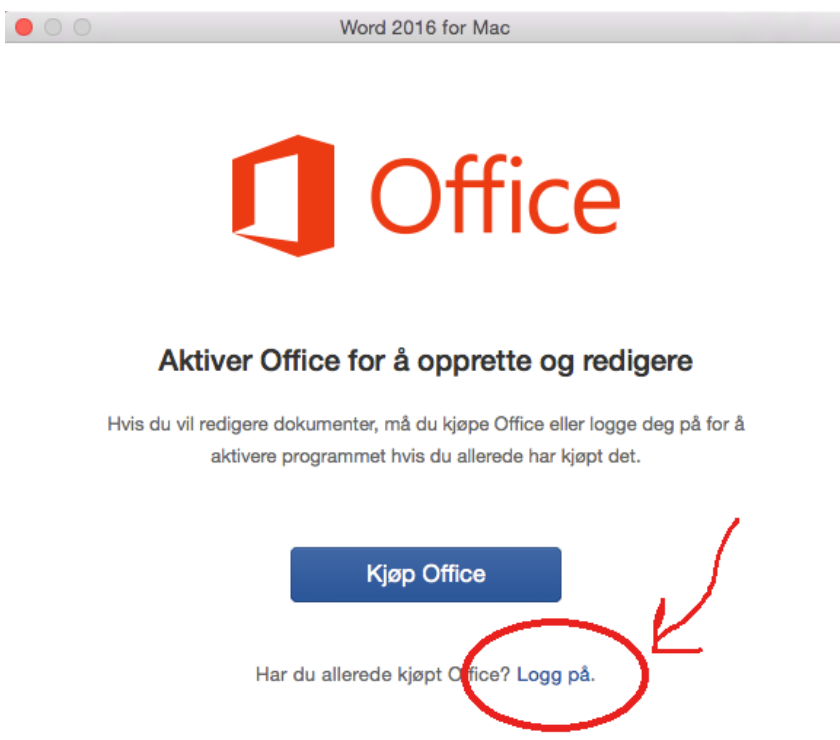 Word 2016 for Mac
Office
Aktiver Office for å opprette og redigere
Hvis du vil redigere dokumenter, må du kjøpe Office eller logge deg på for å
aktivere programmet hvis du allerede har kjøpt det.
Kjøp Office
Har du allerede kjøpt Office? Logg på.